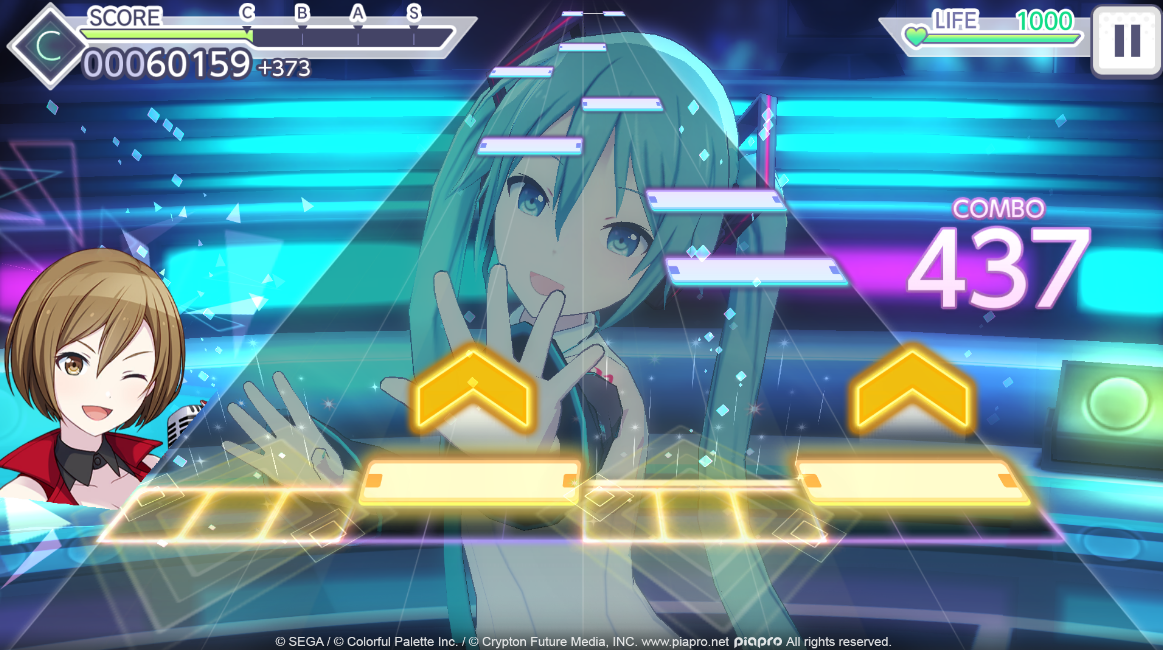 SCORE
C B A S
C
00060159 +373
LIFE 1000
COMBO
437
© SEGA / © Colorful Palette Inc. / © Crypton Future Media, INC. www.piapro.net piapro All rights reserved.